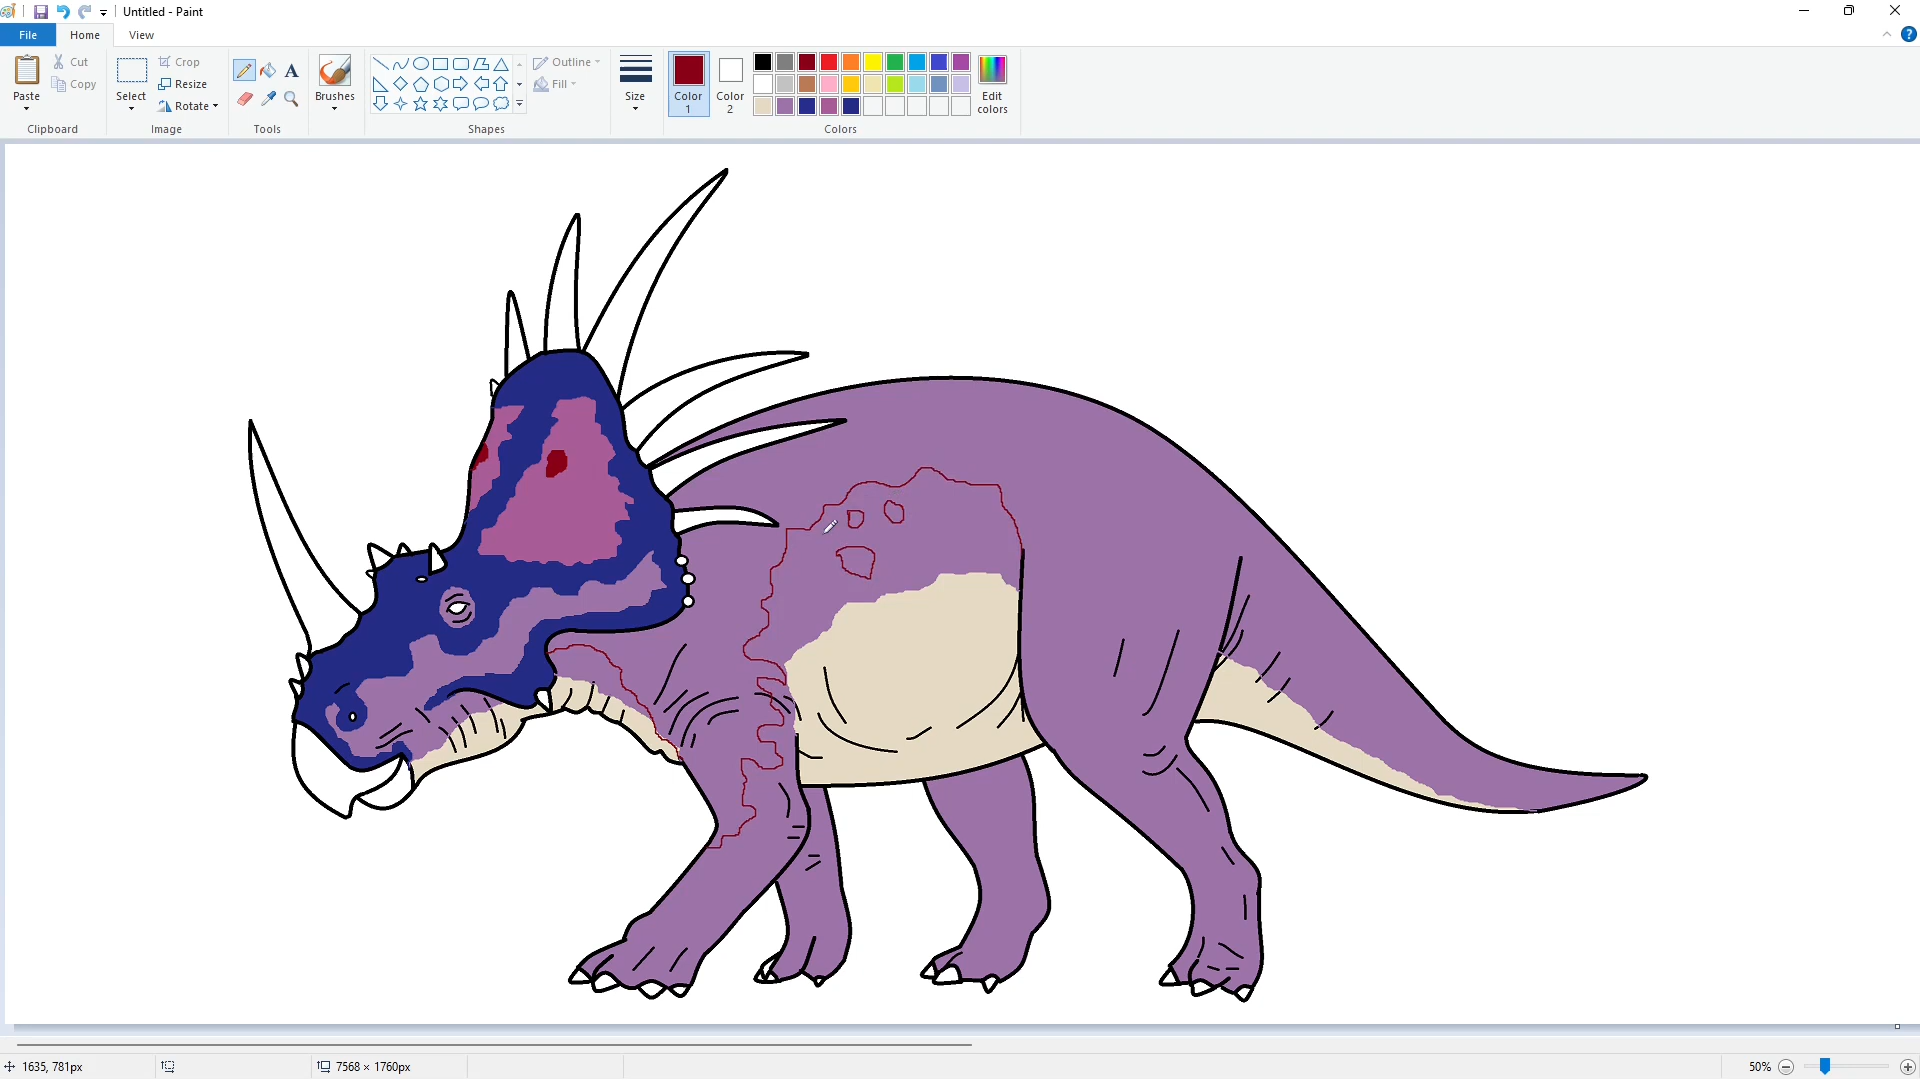 Untitled - Paint
File Home View
Paste
Cut
Copy
Clipboard
Select
Crop
Resize
Rotate
Image
A
Tools
Brushes
Shapes
Outline
Fill
Size
Color 1
Color 2
Edit colors
Colors
1635, 781px
7568 × 1760px
50%